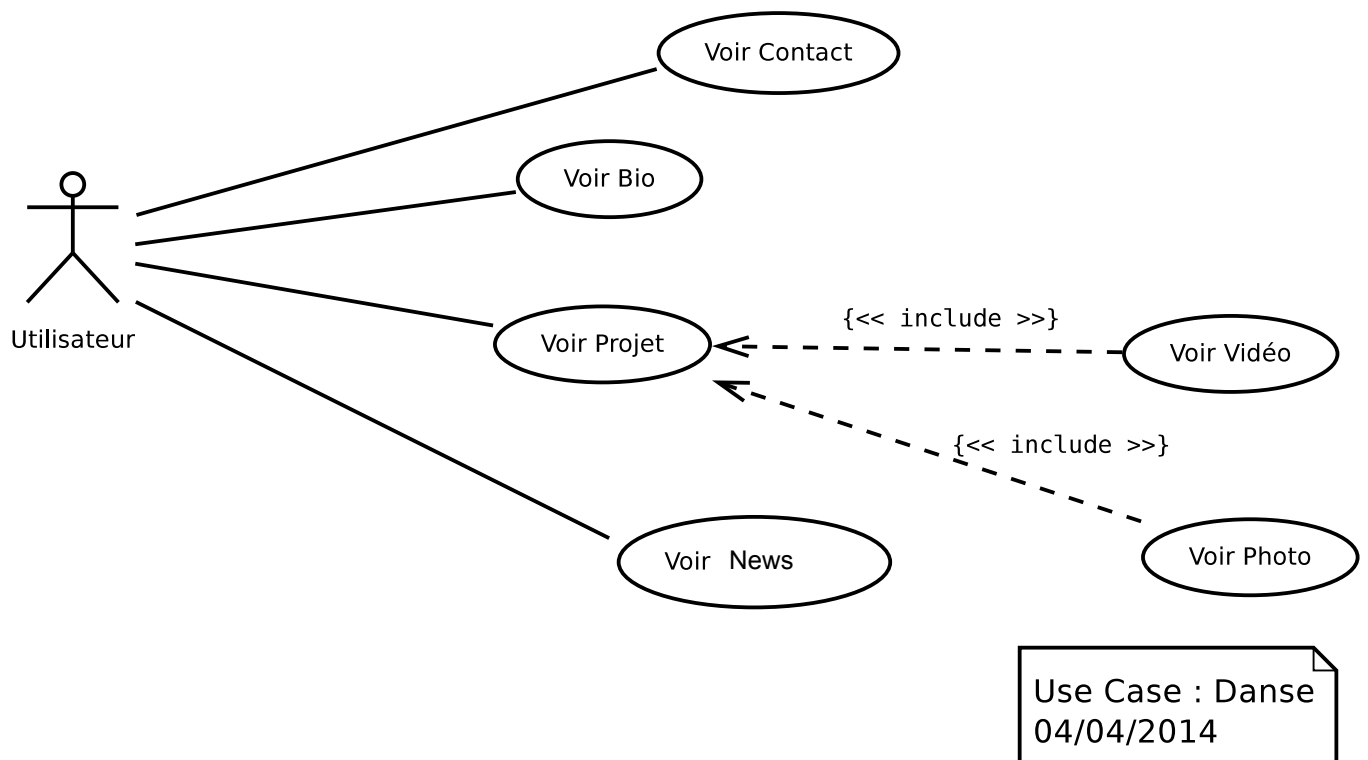 Voir Contact
Voir Bio
Utilisateur
Voir Projet
{<< include >>}
Voir Vidéo
{<< include >>}
Voir News
Voir Photo
Use Case : Danse
04/04/2014